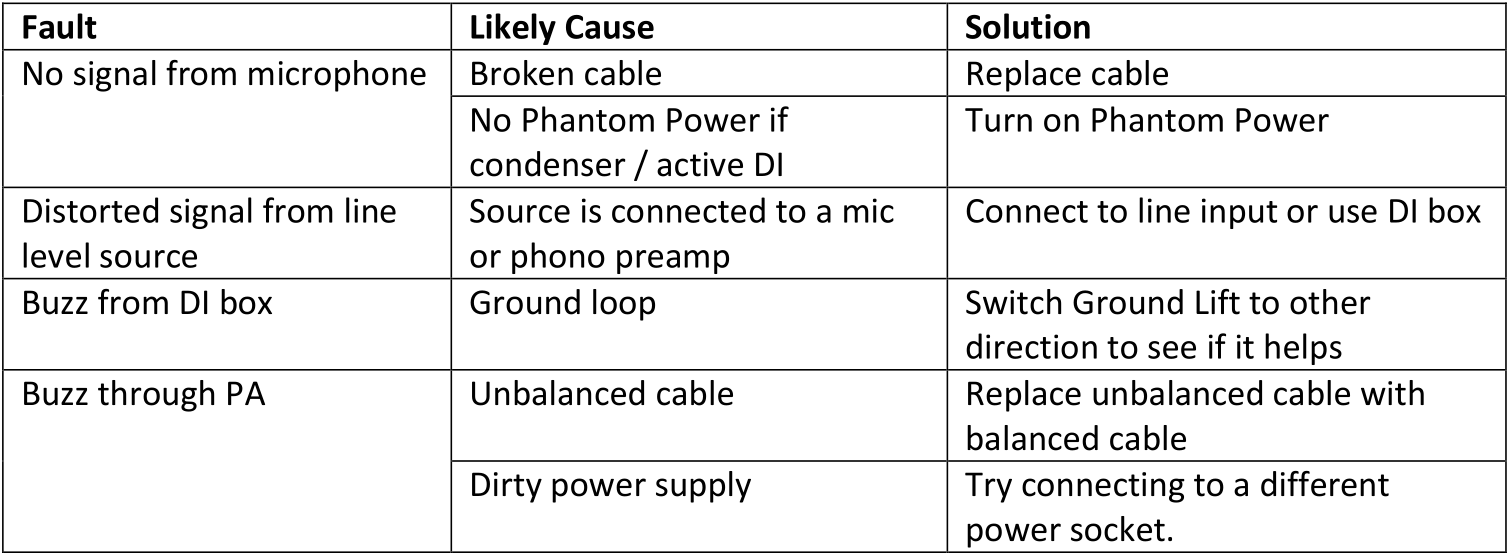 Fault Likely Cause Solution
No signal from microphone Broken cable Replace cable
No Phantom Power if Turn on Phantom Power
condenser / active DI
Distorted signal from line Source is connected to a mic Connect to line input or use DI box
level source or phono preamp
Buzz from DI box Ground loop Switch Ground Lift to other
direction to see if it helps
Buzz through PA Unbalanced cable Replace unbalanced cable with
balanced cable
Dirty power supply Try connecting to a different
power socket.